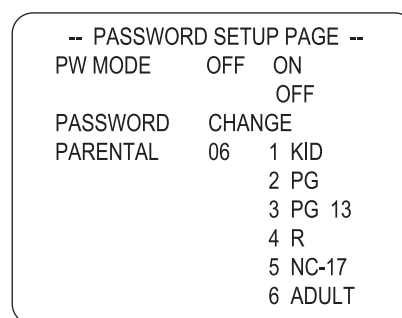 -- PASSWORD SETUP PAGE --
PW MODE OFF ON
OFF
PASSWORD CHANGE
PARENTAL 06 1 KID
2 PG
3 PG 13
4 R
5 NC-17
6 ADULT